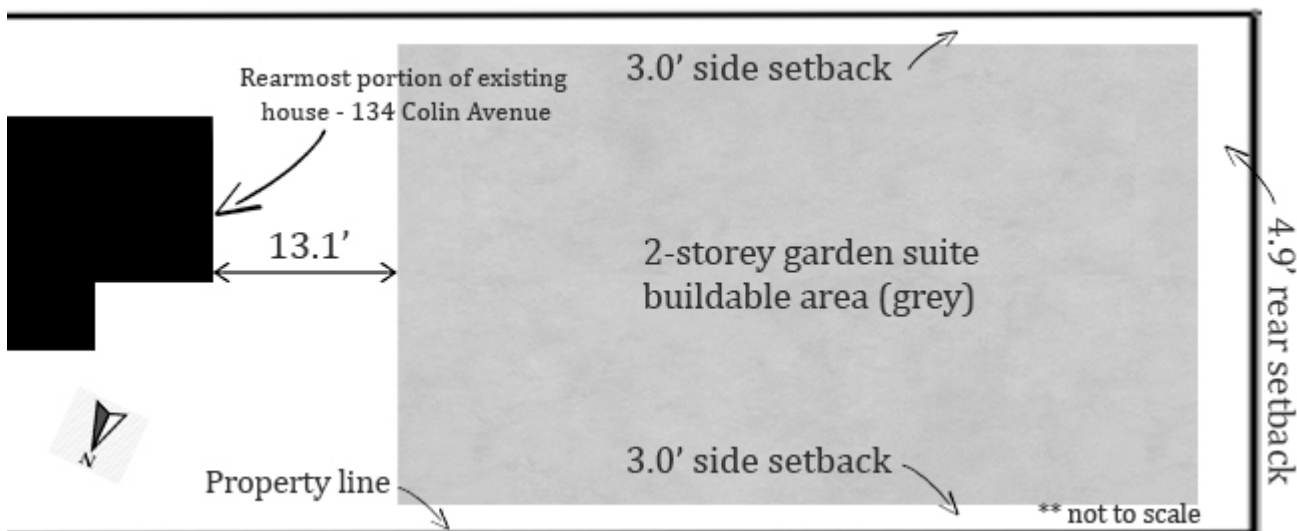 3.0’ side setback
Rearmost portion of existing
house - 134 Colin Avenue
13.1’
2-storey garden suite
buildable area (grey)
4.9’ rear setback
N
3.0’ side setback
Property line
** not to scale